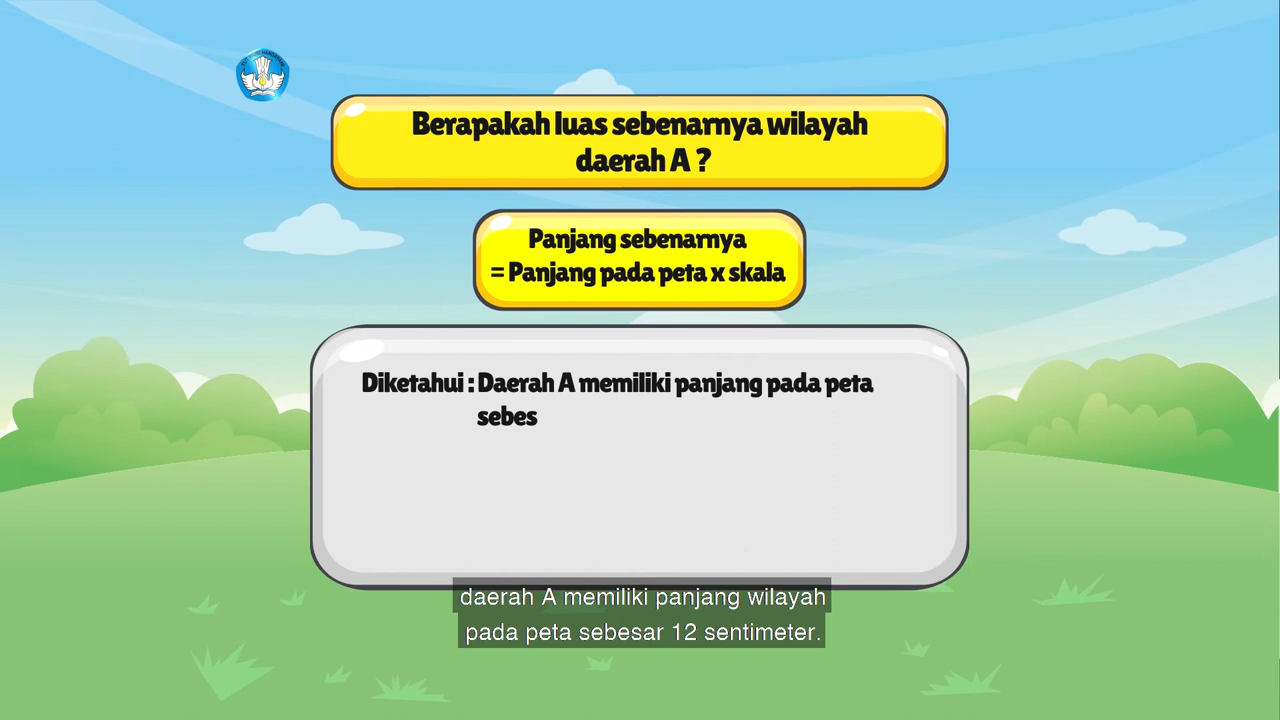 Berapakah luas sebenarnya wilayah
daerah A ?
Panjang sebenarnya
= Panjang pada peta x skala
Diketahui : Daerah A memiliki panjang pada peta
sebes
daerah A memiliki panjang wilayah
pada peta sebesar 12 sentimeter.